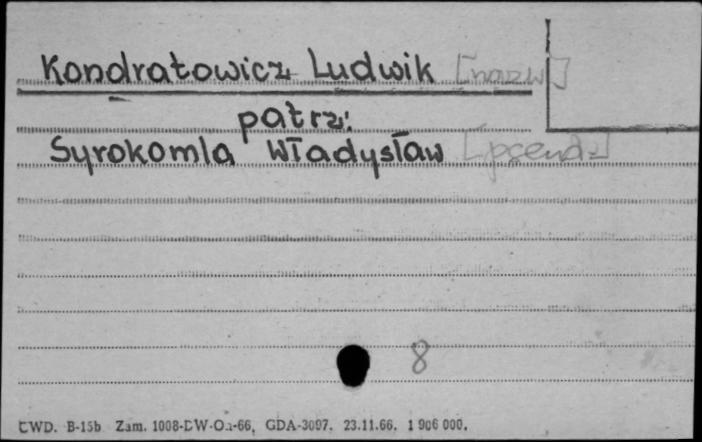 Kondratowicz Ludwik [nazw]
patrz:
Syrokomla Władysław [pseud]
8
CWD. B-15b Zam. 1008-DW-Oa-66, GDA-3097. 23.11.66. 1 906 000.